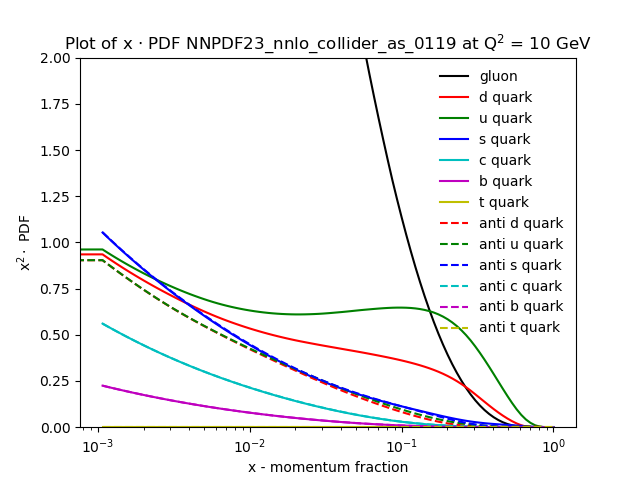 Plot of x · PDF NNPDF23_nnlo_collider_as_0119 at Q² = 10 GeV
2.00
1.75
1.50
1.25
1.00
0.75
0.50
0.25
0.00
x² · PDF
gluon
d quark
u quark
s quark
c quark
b quark
t quark
anti d quark
anti u quark
anti s quark
anti c quark
anti b quark
anti t quark
10⁻³ 10⁻² 10⁻¹ 10⁰
x - momentum fraction